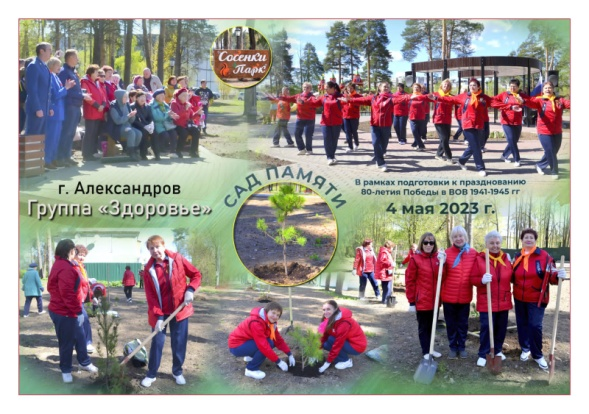 Сосенки
Парк
г. Александров
Группа «Здоровье»
САД ПАМЯТИ
В рамках подготовки к празднованию
80-летия Победы в ВОВ 1941-1945 гг
4 мая 2023 г.